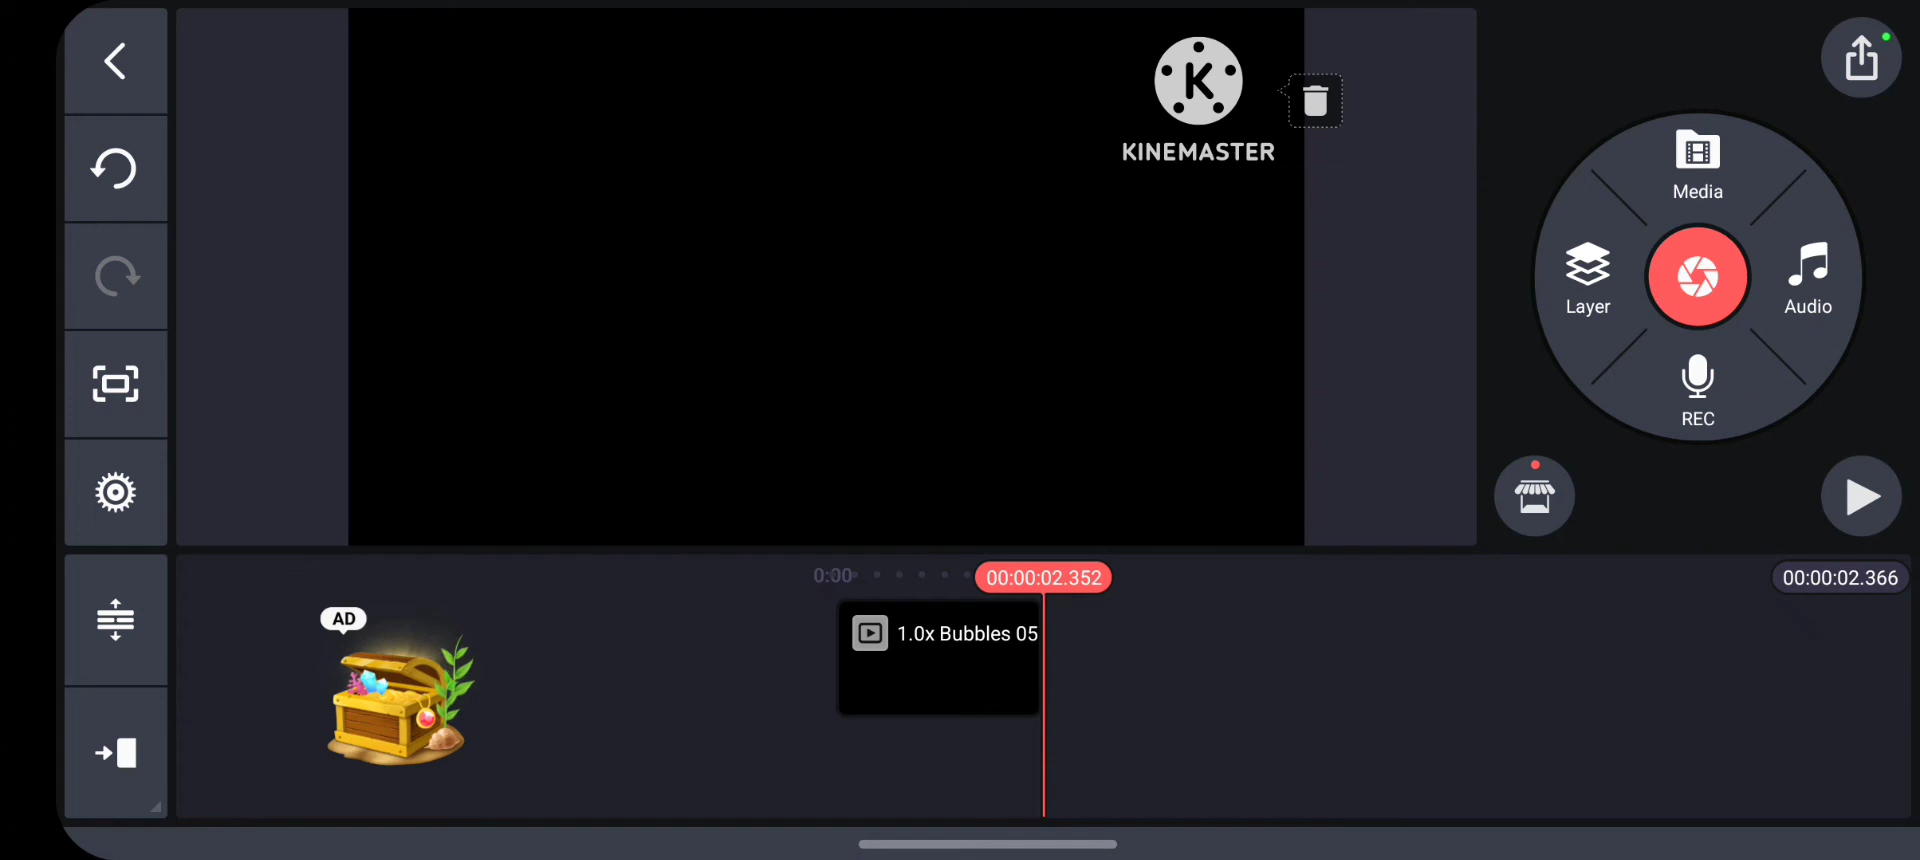 K
KINEMASTER
Media
Layer
Audio
REC
0:00
00:00:02.352
00:00:02.366
AD
1.0x Bubbles 05